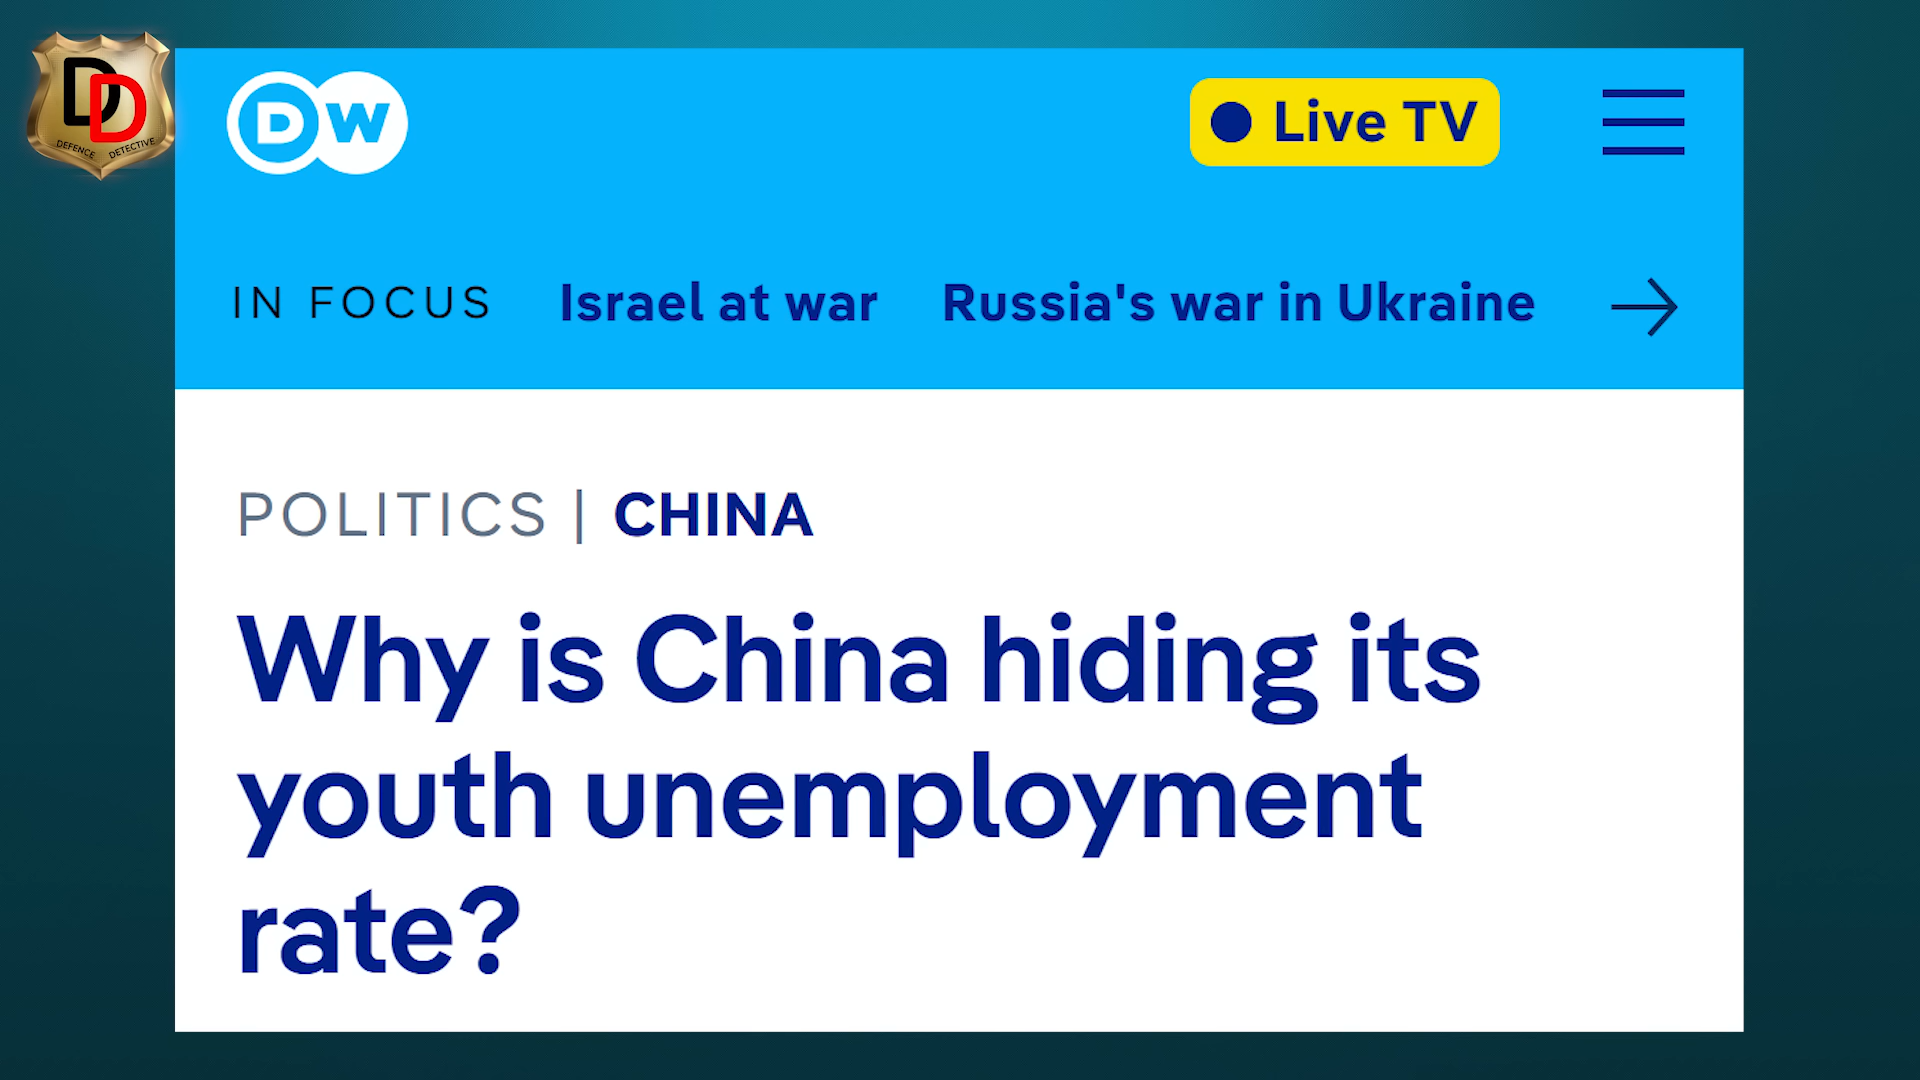 DD
DEFENCE DETECTIVE
DW
Live TV
IN FOCUS Israel at war Russia's war in Ukraine
POLITICS | CHINA
Why is China hiding its
youth unemployment
rate?